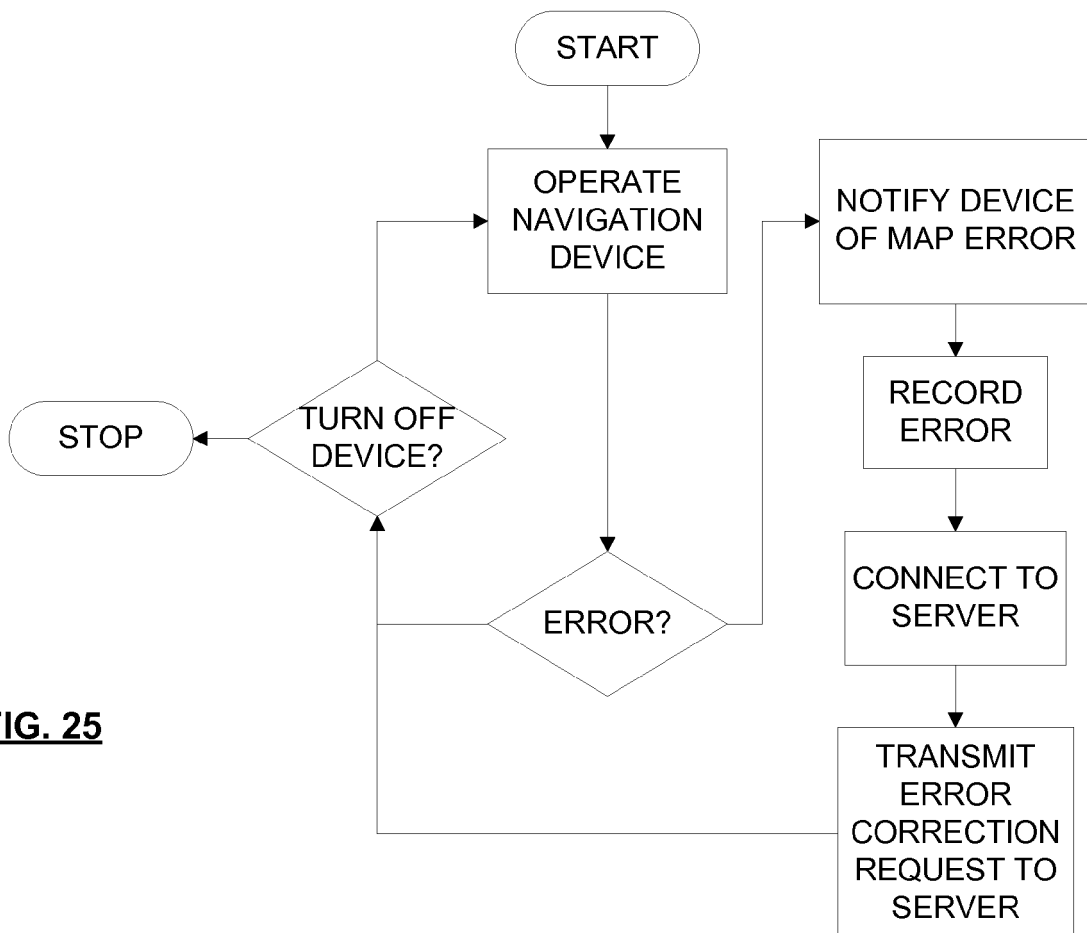 START
OPERATE
NAVIGATION
DEVICE
NOTIFY DEVICE
OF MAP ERROR
RECORD
ERROR
TURN OFF
DEVICE?
STOP
CONNECT TO
SERVER
ERROR?
TRANSMIT
ERROR
CORRECTION
REQUEST TO
SERVER
FIG. 25